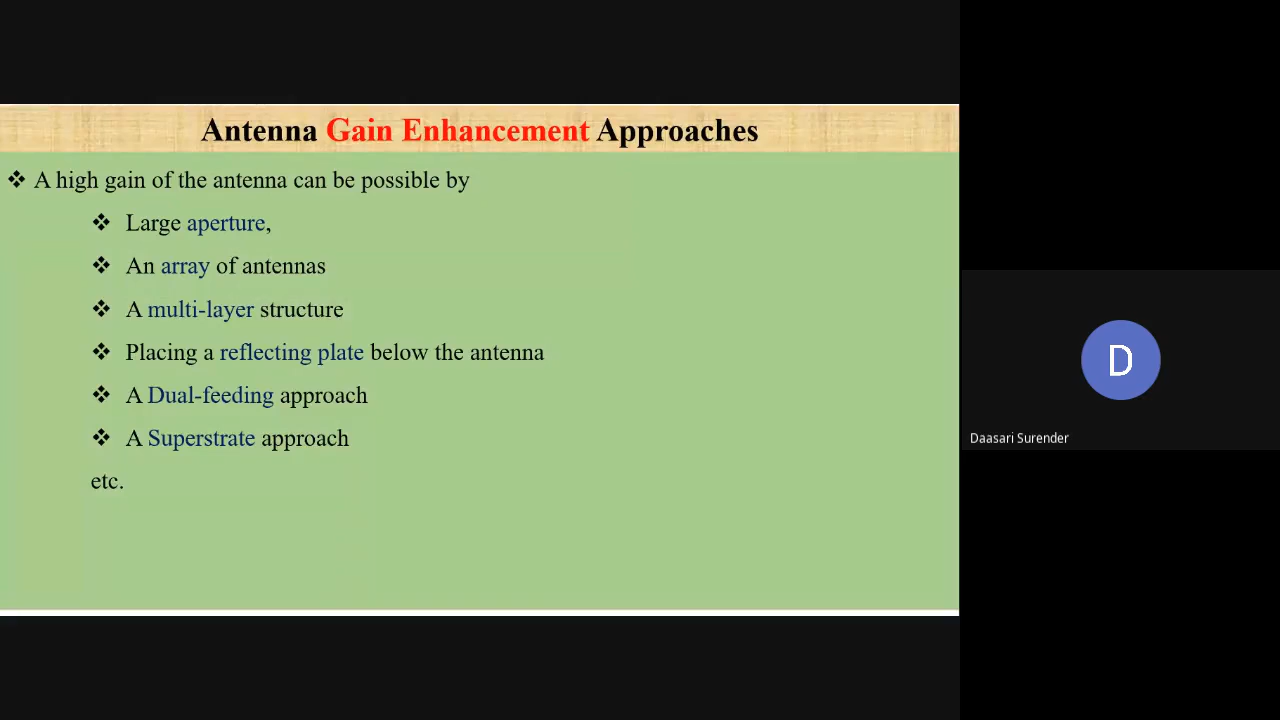 Antenna Gain Enhancement Approaches
❖ A high gain of the antenna can be possible by
❖ Large aperture,
❖ An array of antennas
❖ A multi-layer structure
❖ Placing a reflecting plate below the antenna
❖ A Dual-feeding approach
❖ A Superstrate approach
etc.
D
Daasari Surender